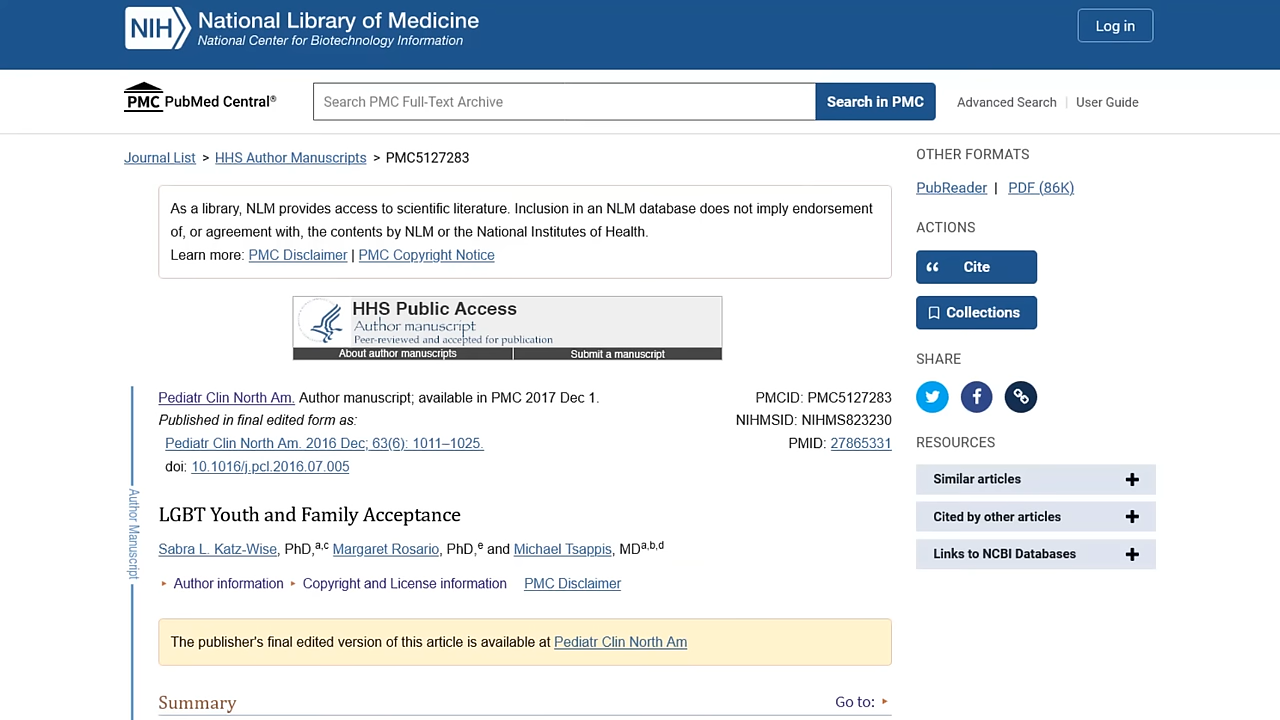 NIH National Library of Medicine
National Center for Biotechnology Information
Log in
PMC PubMed Central®
Search PMC Full-Text Archive
Search in PMC
Advanced Search | User Guide
Journal List > HHS Author Manuscripts > PMC5127283
As a library, NLM provides access to scientific literature. Inclusion in an NLM database does not imply endorsement
of, or agreement with, the contents by NLM or the National Institutes of Health.
Learn more: PMC Disclaimer | PMC Copyright Notice
HHS Public Access
Author manuscript
Peer-reviewed and accepted for publication
About author manuscripts
Submit a manuscript
Author Manuscript
Pediatr Clin North Am. Author manuscript; available in PMC 2017 Dec 1.
Published in final edited form as:
Pediatr Clin North Am. 2016 Dec; 63(6): 1011–1025.
doi: 10.1016/j.pcl.2016.07.005
PMCID: PMC5127283
NIHMSID: NIHMS823230
PMID: 27865331
LGBT Youth and Family Acceptance
Sabra L. Katz-Wise, PhD,a,c Margaret Rosario, PhD,e and Michael Tsappis, MDa,b,d
▸ Author information ▸ Copyright and License information PMC Disclaimer
The publisher's final edited version of this article is available at Pediatr Clin North Am
Summary
Go to: ▸
OTHER FORMATS
PubReader | PDF (86K)
ACTIONS
Cite
Collections
SHARE
RESOURCES
Similar articles
Cited by other articles
Links to NCBI Databases